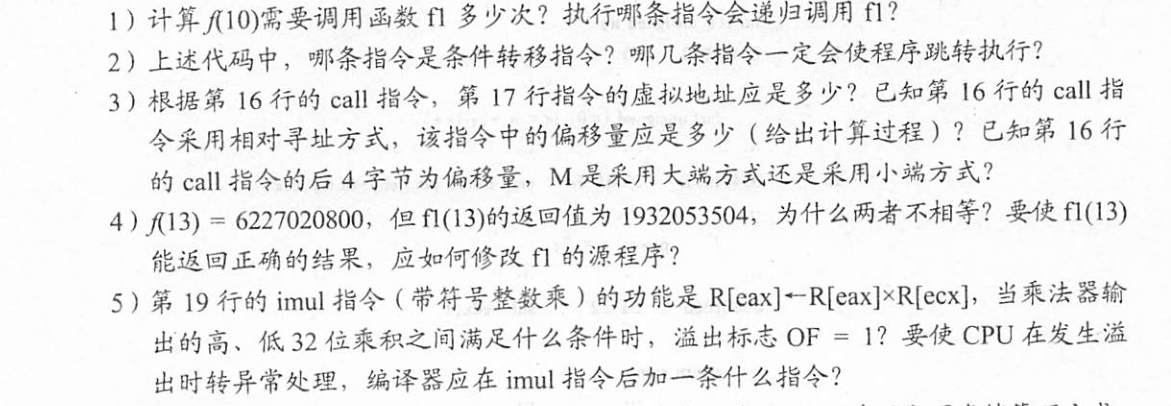 1）计算f(10)需要调用函数 f1 多少次？执行哪条指令会递归调用 f1？
2）上述代码中，哪条指令是条件转移指令？哪几条指令一定会使程序跳转执行？
3）根据第 16 行的 call 指令，第 17 行指令的虚拟地址应是多少？已知第 16 行的 call 指
令采用相对寻址方式，该指令中的偏移量应是多少（给出计算过程）？已知第 16 行
的 call 指令的后 4 字节为偏移量，M 是采用大端方式还是采用小端方式？
4）f(13) = 6227020800，但 f1(13)的返回值为 1932053504，为什么两者不相等？要使 f1(13)
能返回正确的结果，应如何修改 f1 的源程序？
5）第 19 行的 imul 指令（带符号整数乘）的功能是 R[eax]←R[eax]×R[ecx]，当乘法器输
出的高、低 32 位乘积之间满足什么条件时，溢出标志 OF = 1？要使 CPU 在发生溢
出时转异常处理，编译器应在 imul 指令后加一条什么指令？